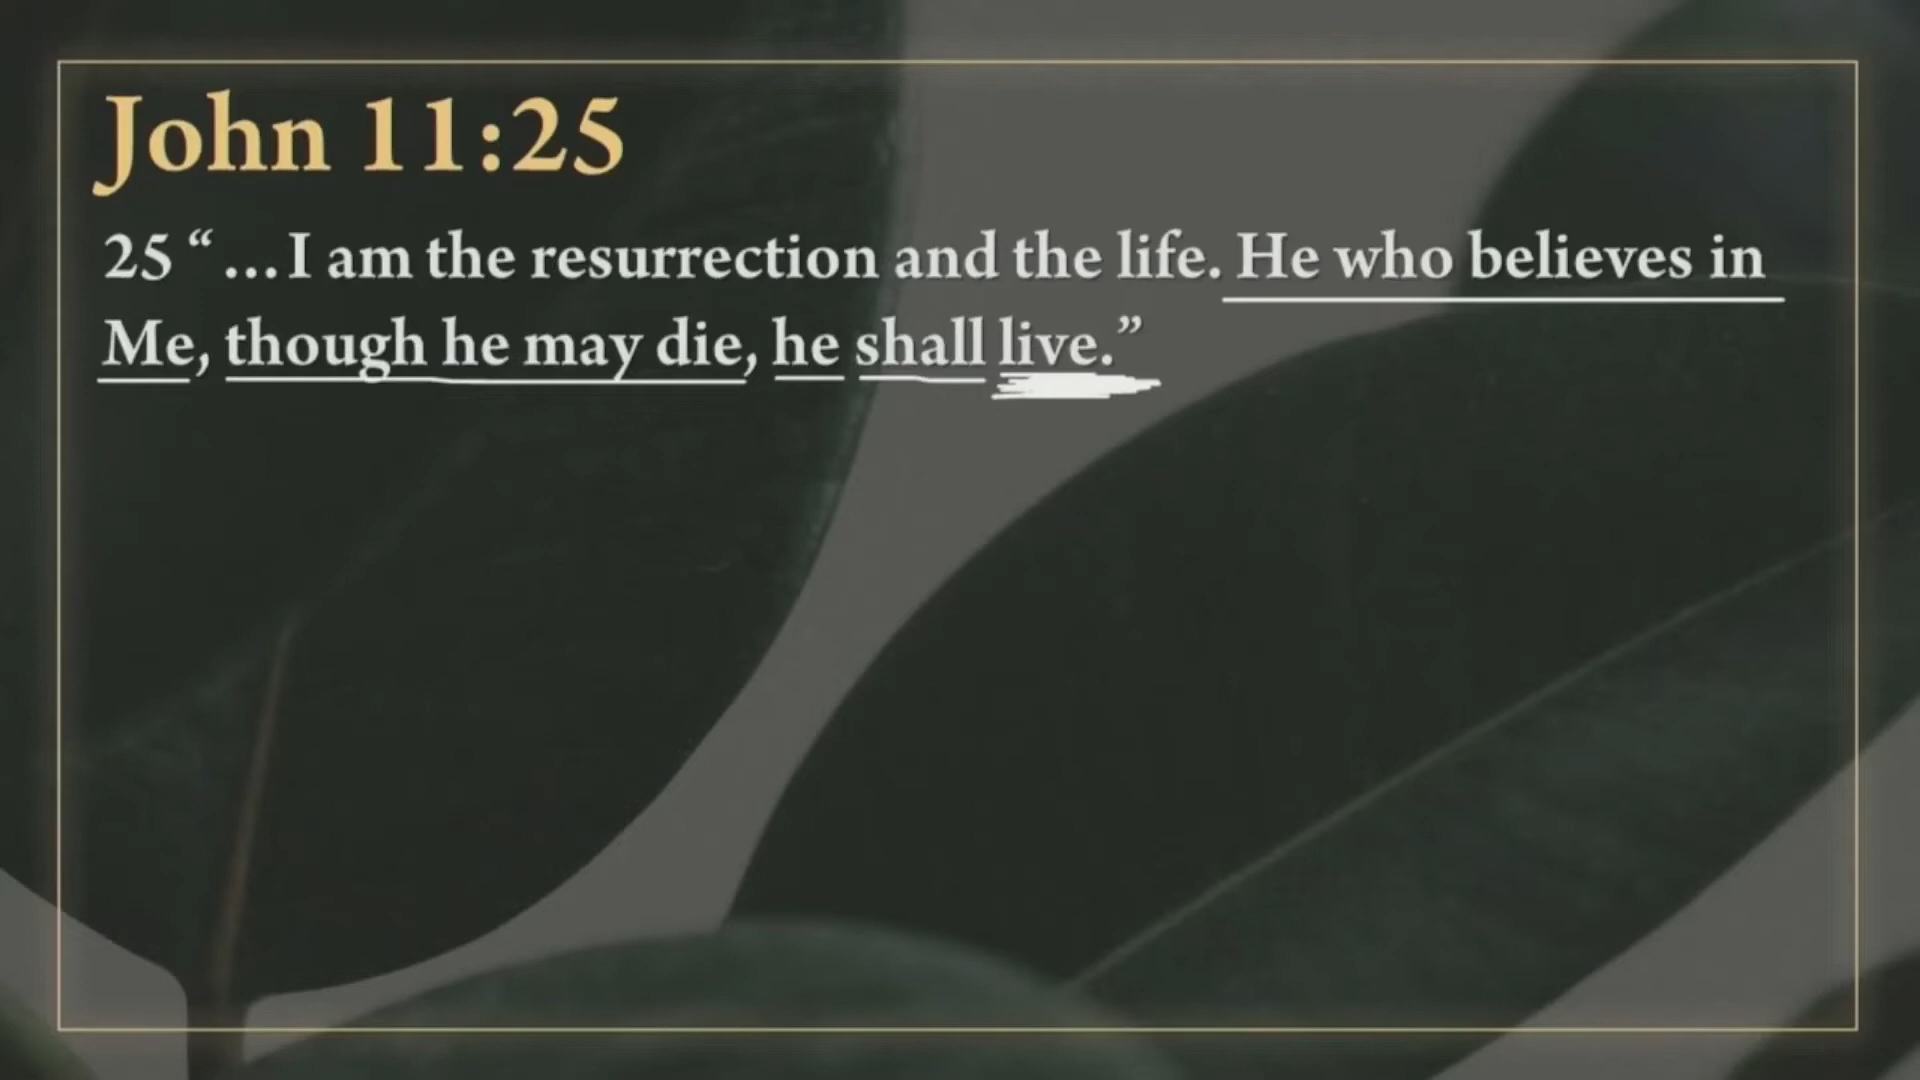 John 11:25
25 “…I am the resurrection and the life. He who believes in
Me, though he may die, he shall live.”